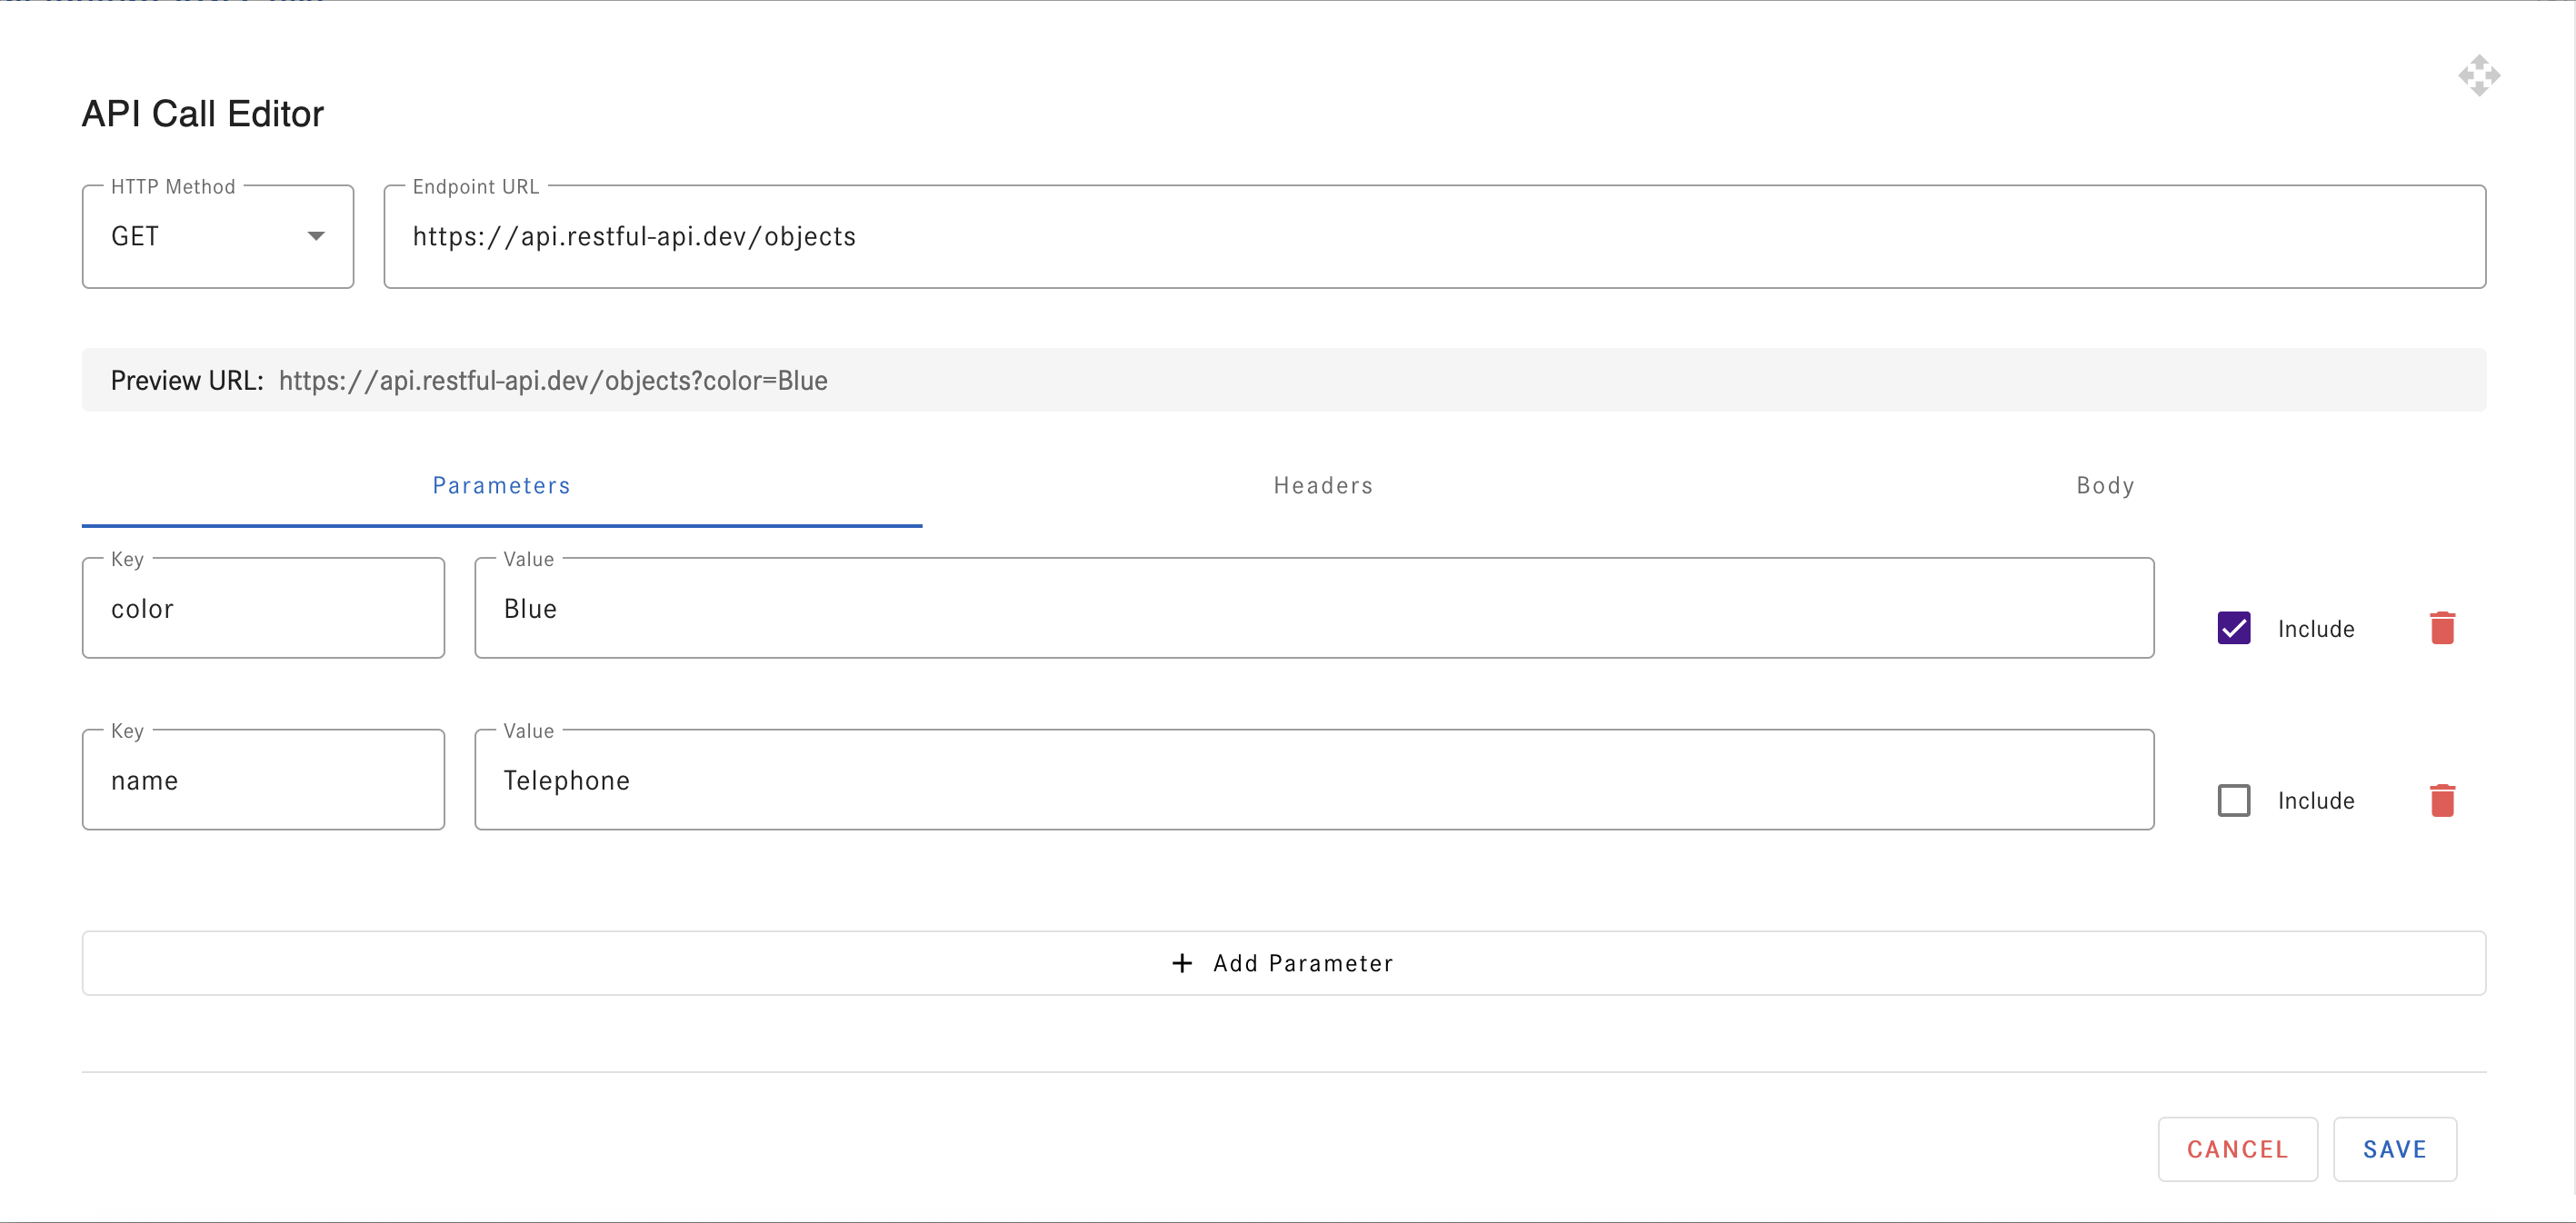 API Call Editor
HTTP Method
GET
Endpoint URL
https://api.restful-api.dev/objects
Preview URL: https://api.restful-api.dev/objects?color=Blue
Parameters Headers Body
Key
color
Value
Blue
Include
Key
name
Value
Telephone
Include
+ Add Parameter
CANCEL SAVE